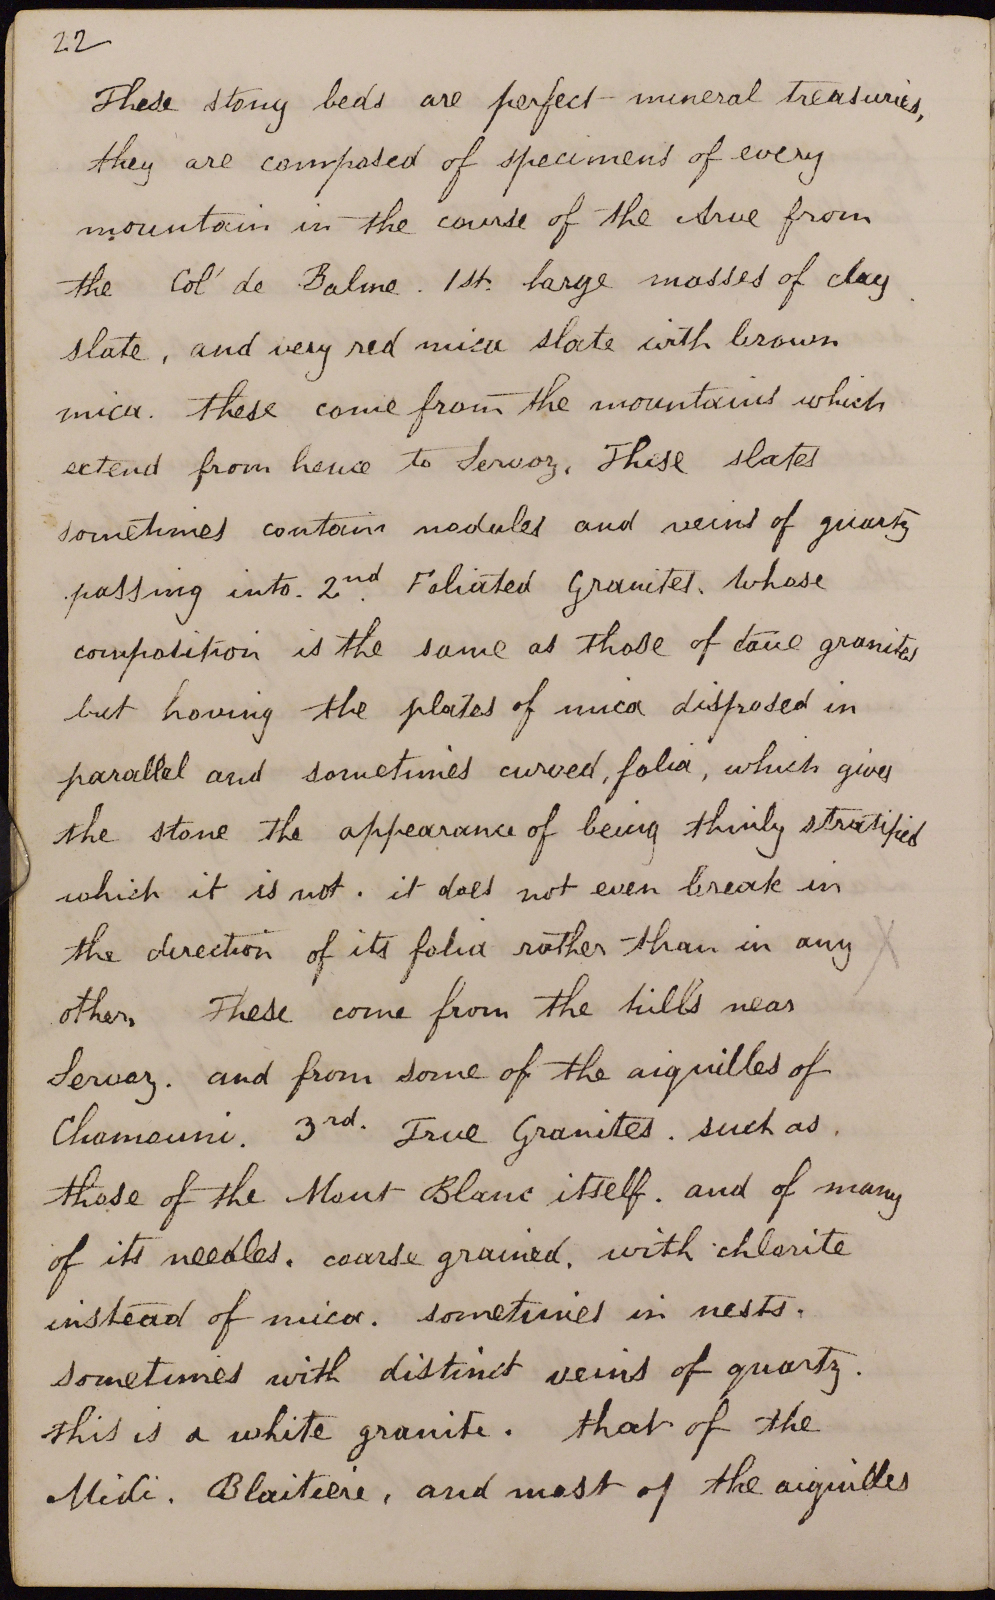 22
These stony beds are perfect mineral treasuries,
they are composed of specimens of every
mountain in the course of the Arve from
the Col de Balme. 1st. large masses of clay
slate, and very red mica slate with brown
mica. these come from the mountains which
extend from hence to Servoz. These slates
sometimes contain nodules and veins of quartz
passing into. 2nd. Foliated Granites. Whose
composition is the same as those of granites
but having the plates of mica disposed in
parallel and sometimes curved, folia, which gives
the stone the appearance of being thinly stratified
which it is not. it does not even break in
the direction of its folia rather than in any
other. These come from the hills near
Servoz. and from some of the aiguilles of
Chamouni. 3rd. True Granites. such as
those of the Mont Blanc itself. and of many
of its needles. coarse grained. with chlorite
instead of mica. sometimes in nests.
sometimes with distinct veins of quartz.
this is a white granite. that of the
Midi. Blaitiere, and most of the aiguilles